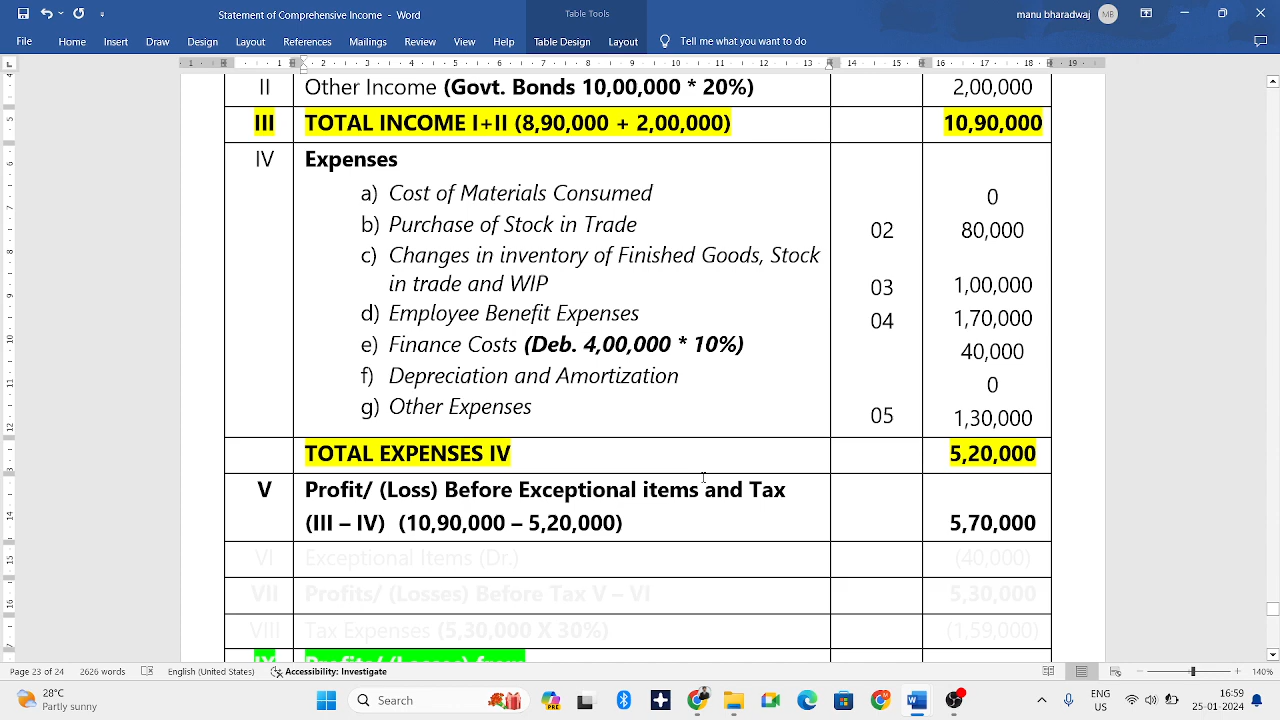 Table Tools
manu bhardwaj MB
File Home Insert Draw Design Layout References Mailings Review View Help Table Design Layout Tell me what you want to do
II Other Income (Govt. Bonds 10,00,000 * 20%) 2,00,000
III TOTAL INCOME I+II (8,90,000 + 2,00,000) 10,90,000
IV Expenses
a) Cost of Materials Consumed 0
b) Purchase of Stock in Trade 02 80,000
c) Changes in inventory of Finished Goods, Stock
in trade and WIP 03 1,00,000
d) Employee Benefit Expenses 04 1,70,000
e) Finance Costs (Deb. 4,00,000 * 10%) 40,000
f) Depreciation and Amortization 0
g) Other Expenses 05 1,30,000
TOTAL EXPENSES IV 5,20,000
V Profit/ (Loss) Before Exceptional items and Tax
(III – IV) (10,90,000 – 5,20,000) 5,70,000
VI Exceptional Items (Dr.) (40,000)
VII Profits/ (Losses) Before Tax V – VI 5,30,000
VIII Tax Expenses (5,30,000 X 30%) (1,59,000)
IX Profits/ (Losses) from
Page 23 of 24 2626 words English (United States) Accessibility: Investigate 140%
28°C
Partly sunny
Search
ENG
US
16:59
25-01-2024